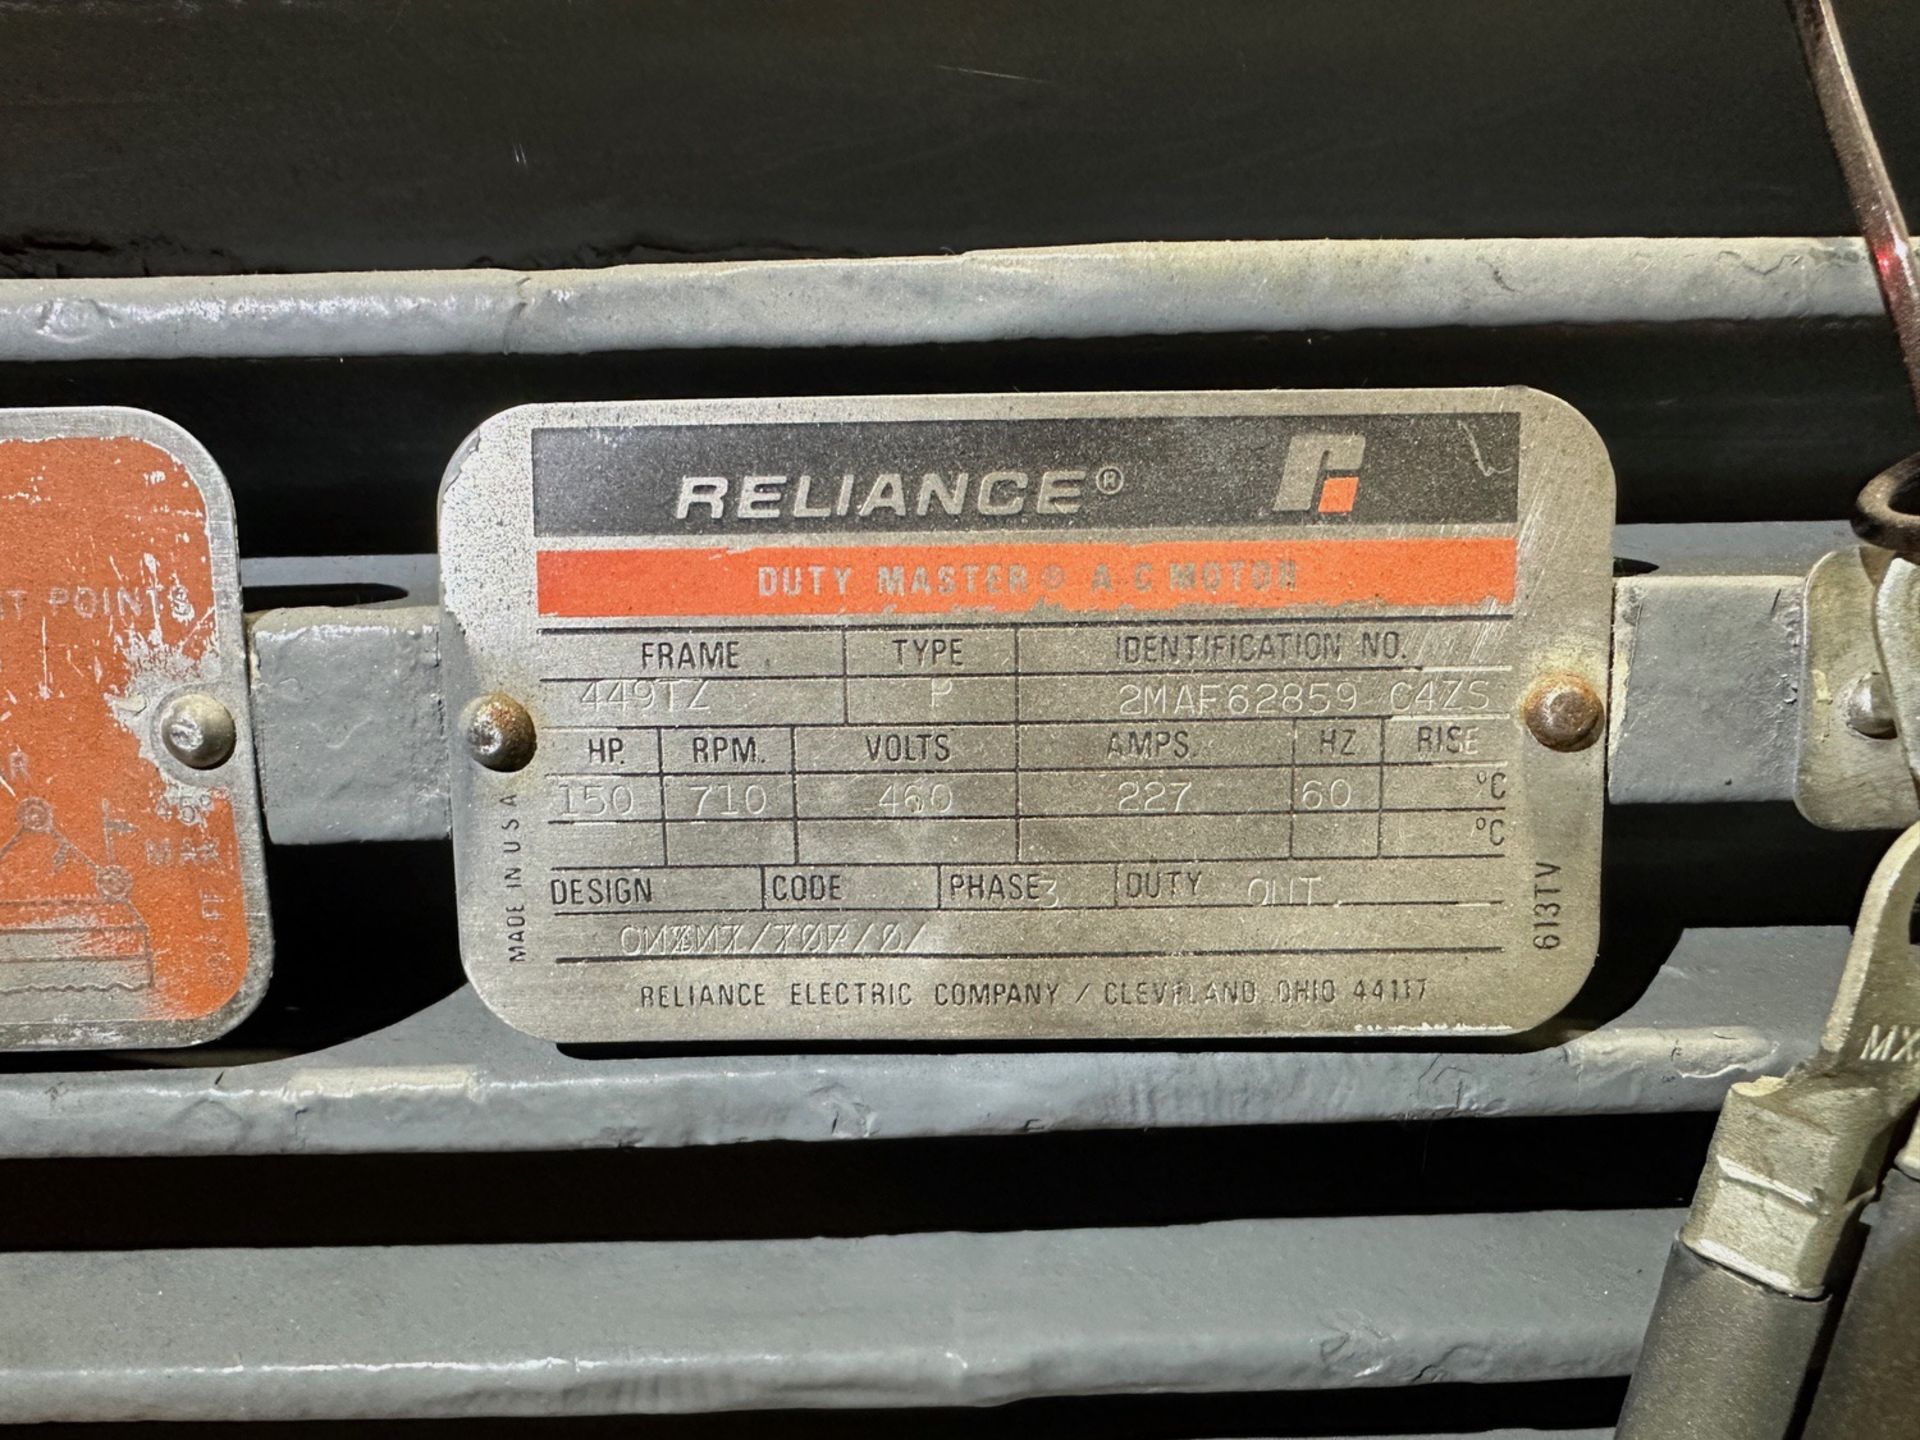 T POINTS
R
45°
MAX
RELIANCE®
DUTY MASTER® A-C MOTOR
FRAME TYPE IDENTIFICATION NO.
449TZ P 2MAF62859 C4ZS
HP. RPM. VOLTS AMPS. HZ RISE
150 710 460 227 60 °C
°C
DESIGN CODE PHASE 3 DUTY
RELIANCE ELECTRIC COMPANY / CLEVELAND, OHIO 44117
MADE IN U S A
613TV
MX